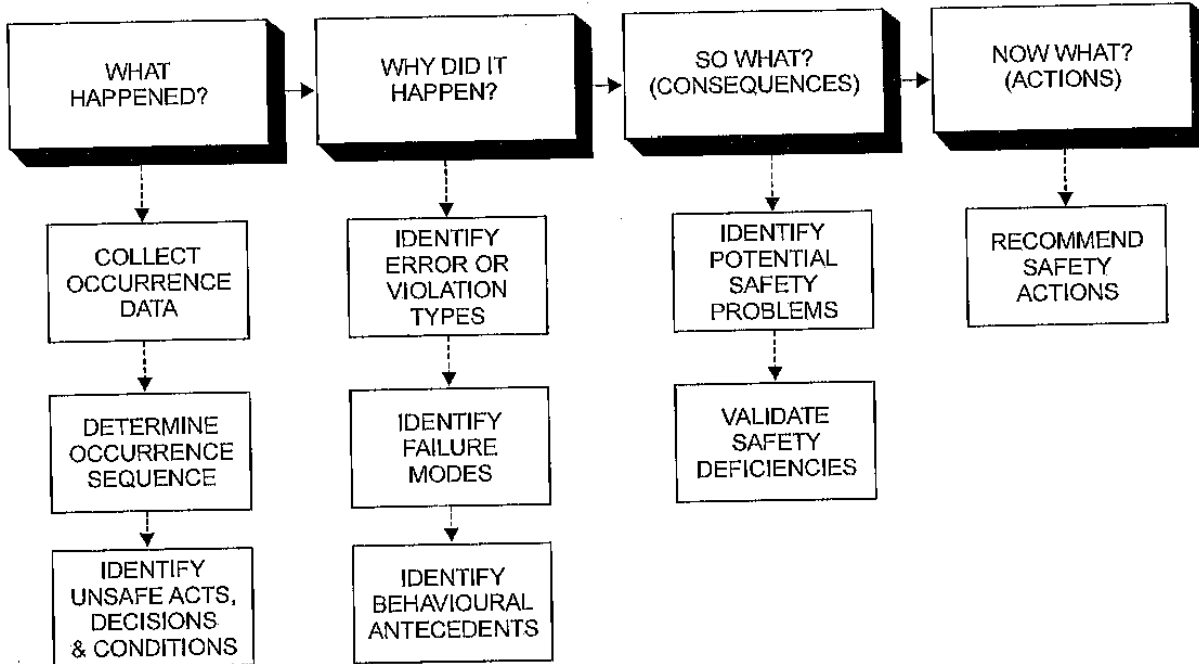 WHAT
HAPPENED?
WHY DID IT
HAPPEN?
SO WHAT?
(CONSEQUENCES)
NOW WHAT?
(ACTIONS)
COLLECT
OCCURRENCE
DATA
IDENTIFY
ERROR OR
VIOLATION
TYPES
IDENTIFY
POTENTIAL
SAFETY
PROBLEMS
RECOMMEND
SAFETY
ACTIONS
DETERMINE
OCCURRENCE
SEQUENCE
IDENTIFY
FAILURE
MODES
VALIDATE
SAFETY
DEFICIENCIES
IDENTIFY
UNSAFE ACTS,
DECISIONS
& CONDITIONS
IDENTIFY
BEHAVIOURAL
ANTECEDENTS